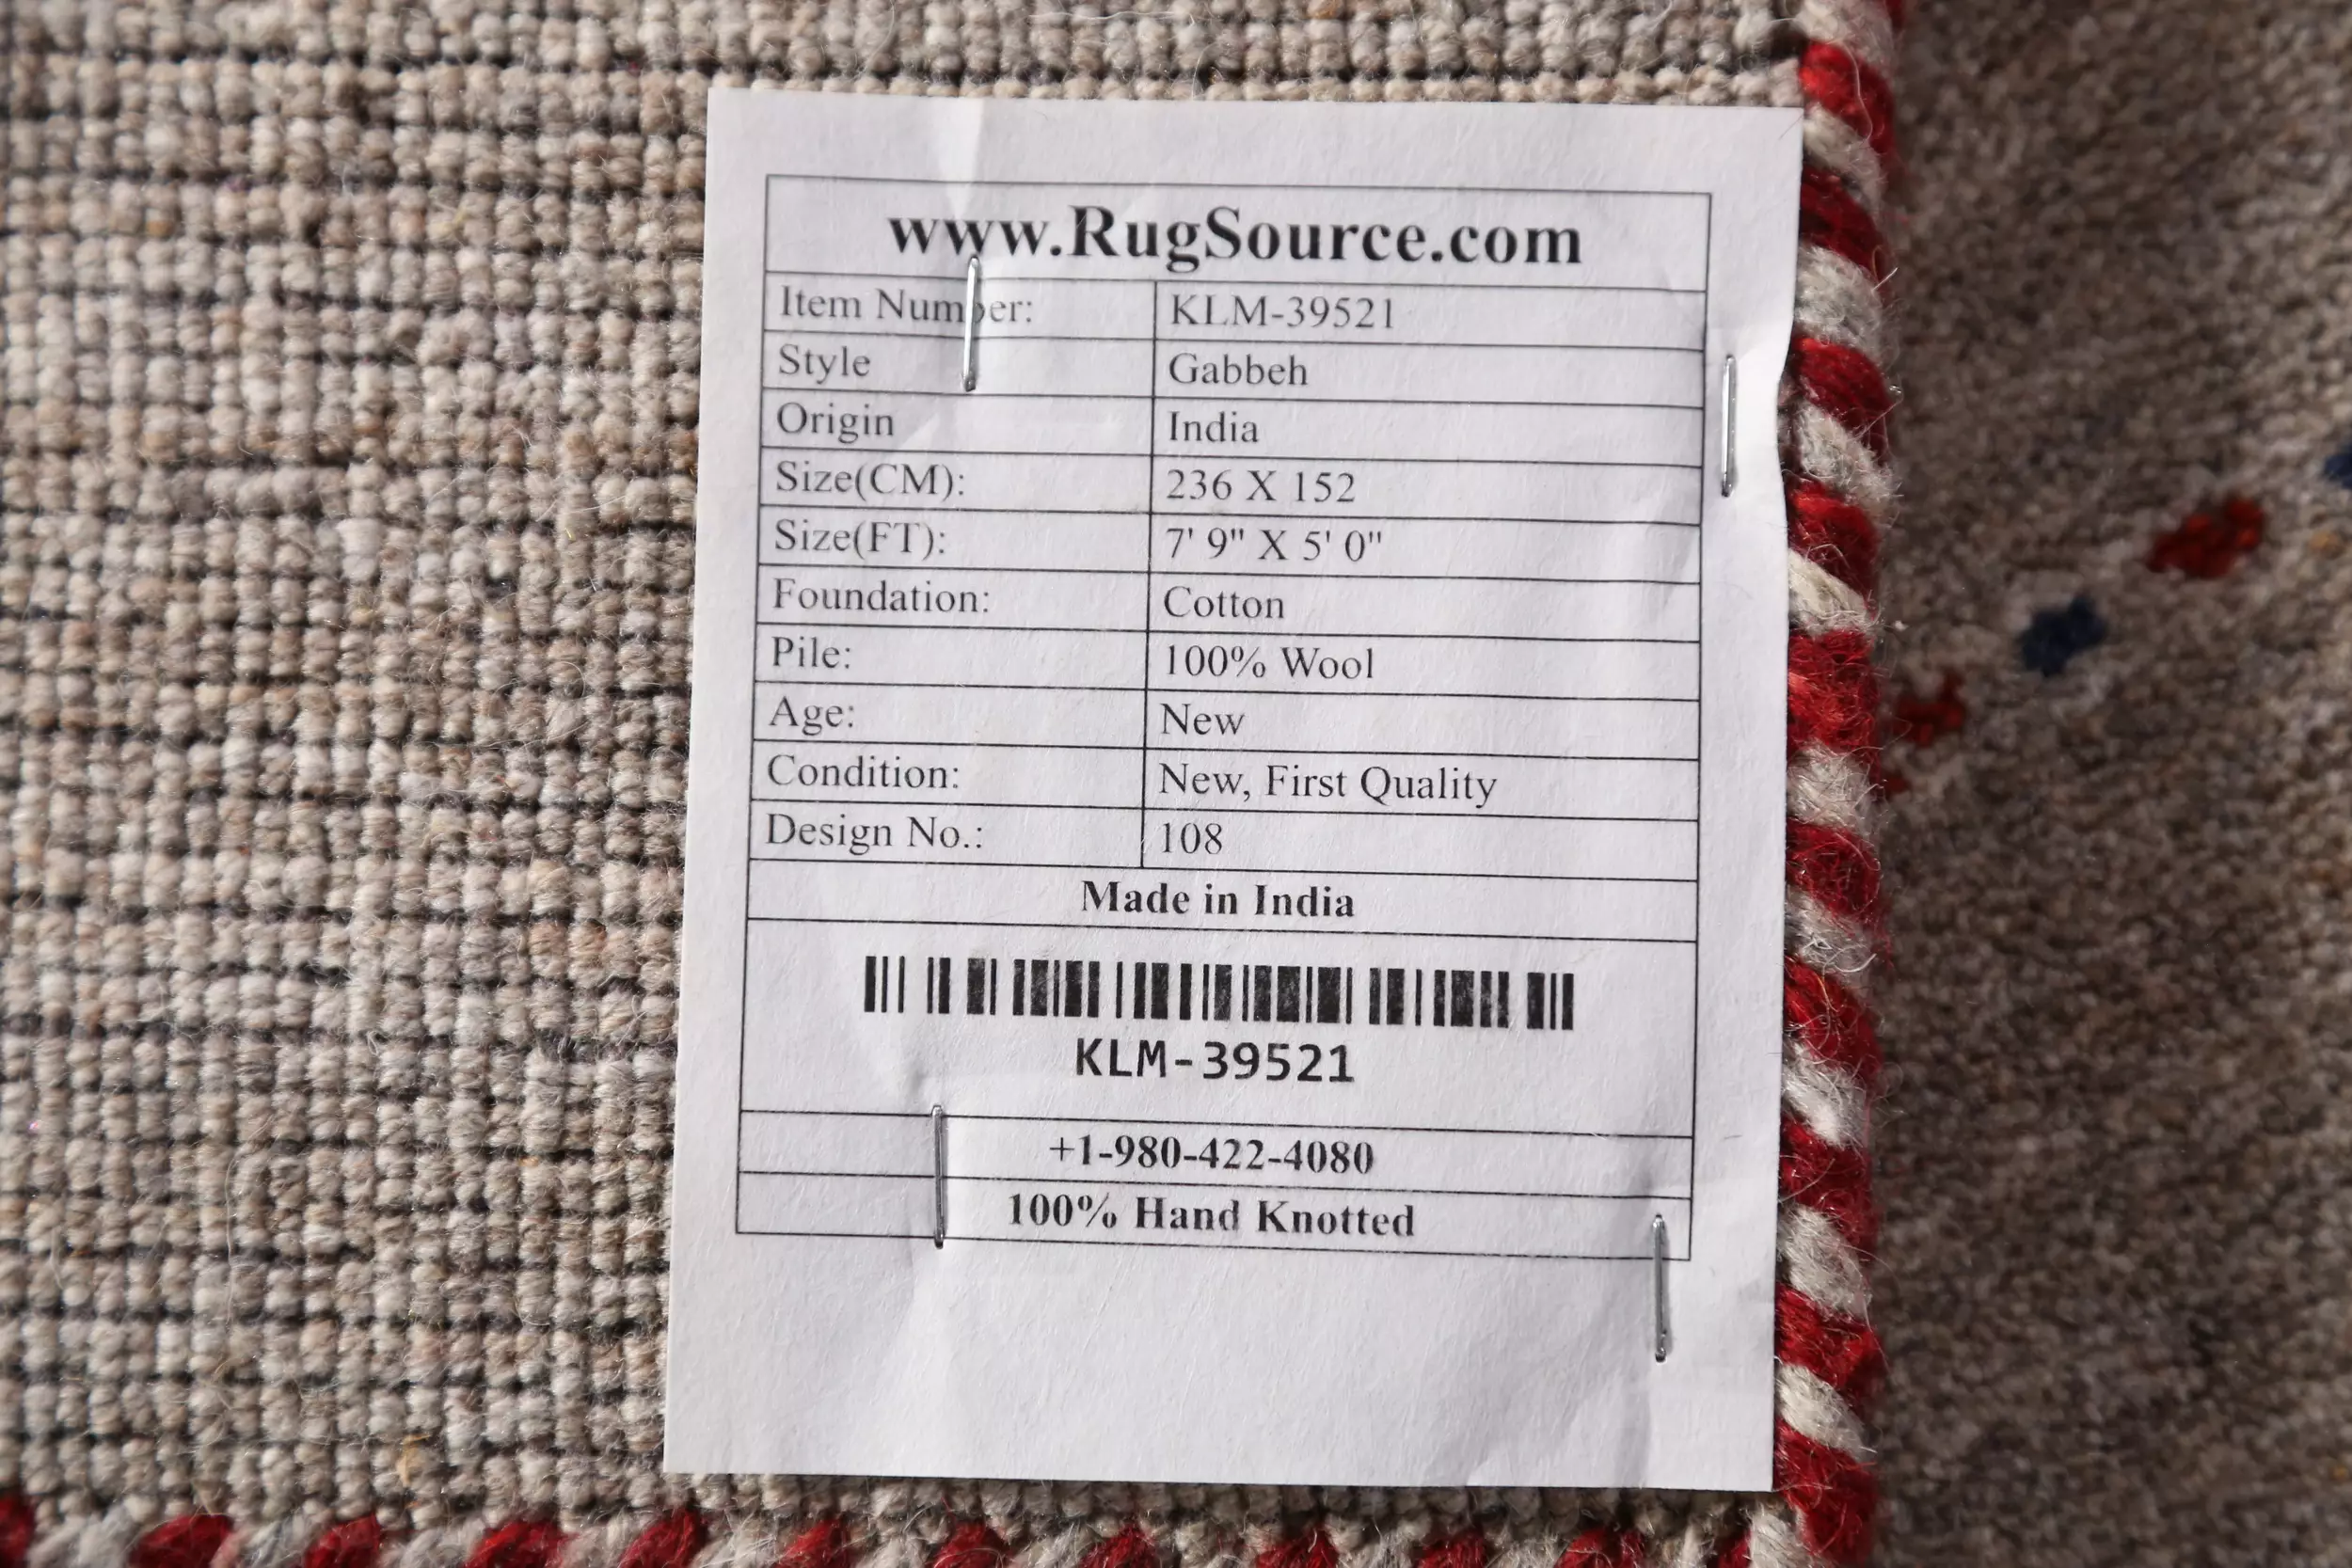 www.RugSource.com
Item Number: KLM-39521
Style Gabbeh
Origin India
Size(CM): 236 X 152
Size(FT): 7' 9" X 5' 0"
Foundation: Cotton
Pile: 100% Wool
Age: New
Condition: New, First Quality
Design No.: 108
Made in India
KLM-39521
+1-980-422-4080
100% Hand Knotted